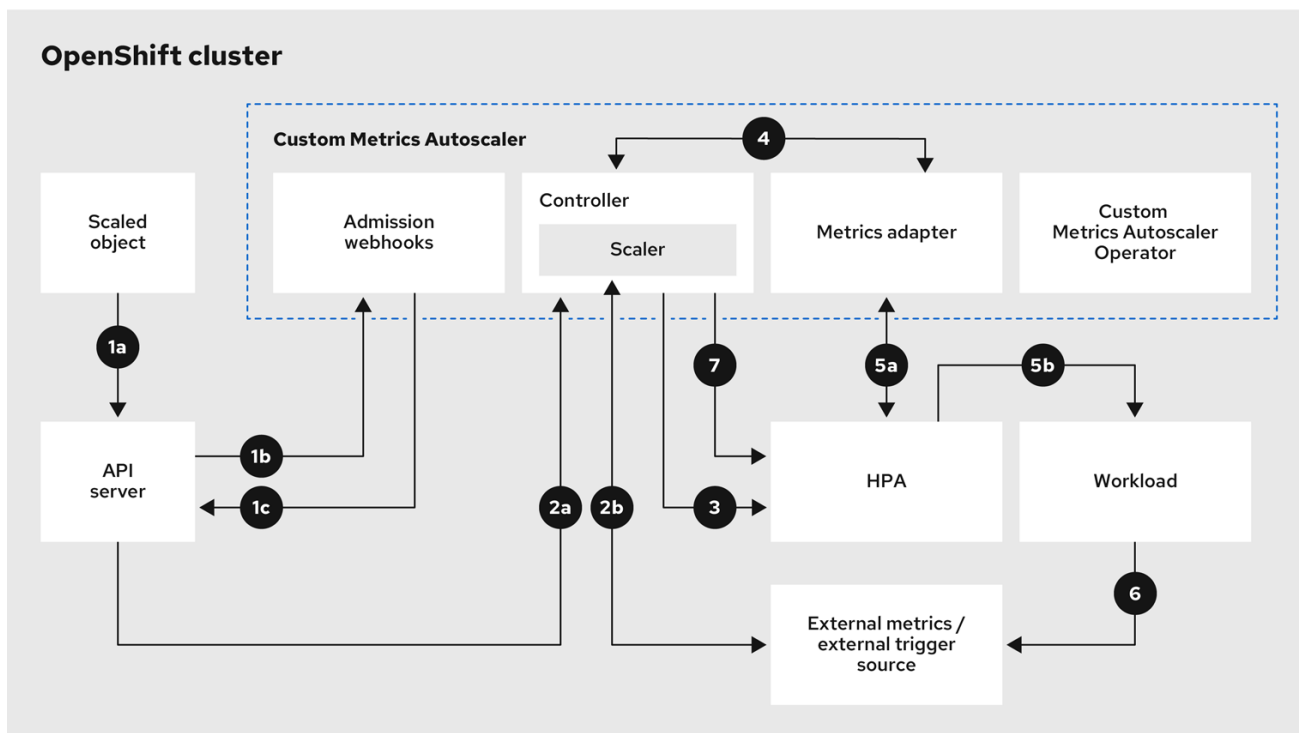 OpenShift cluster
Custom Metrics Autoscaler
4
Scaled
object
Admission
webhooks
Controller
Scaler
Metrics adapter
Custom
Metrics Autoscaler
Operator
1a
7
5a
5b
1b
1c
API
server
2a
2b
3
HPA
Workload
6
External metrics /
external trigger
source